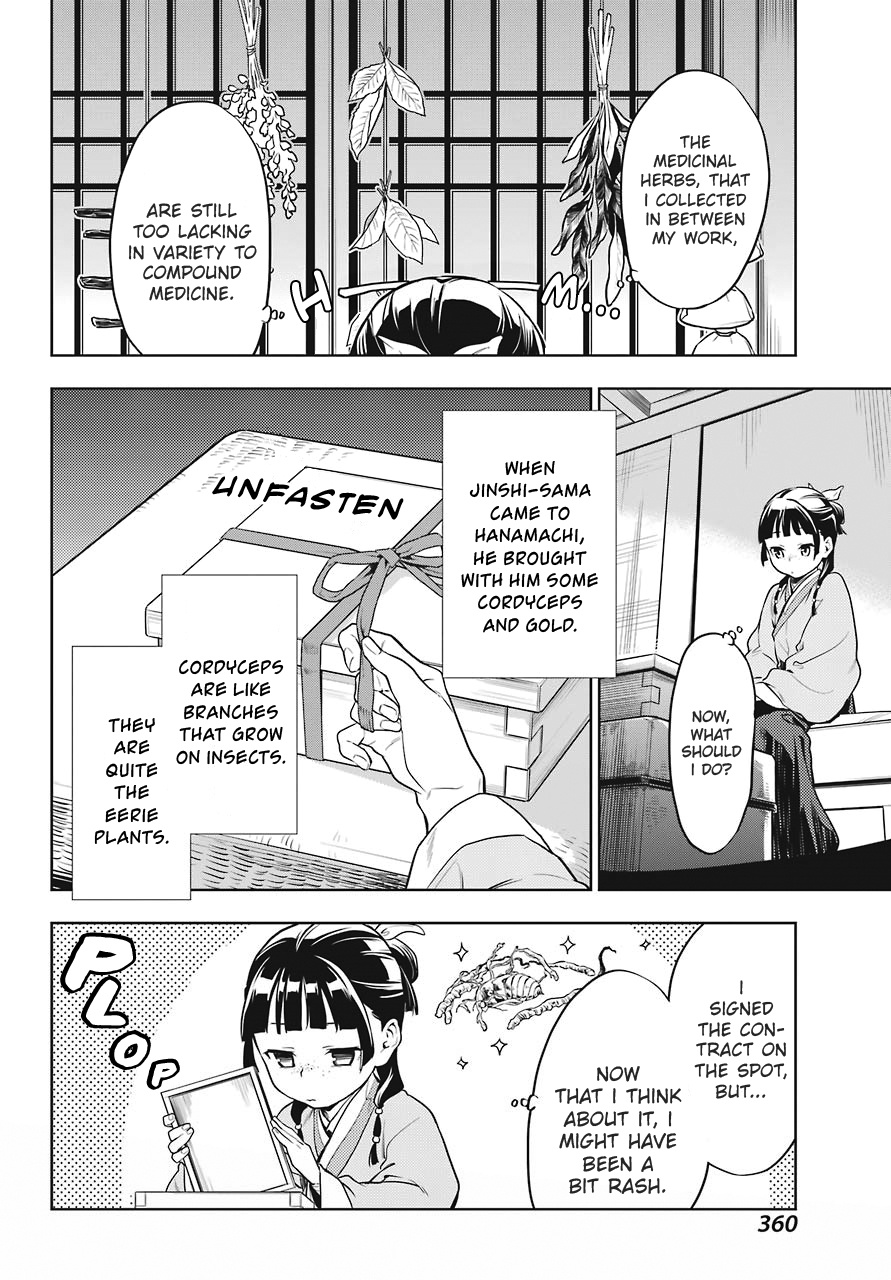 THE
MEDICINAL
HERBS, THAT
I COLLECTED
IN BETWEEN
MY WORK,
ARE STILL
TOO LACKING
IN VARIETY TO
COMPOUND
MEDICINE.
HM...
NOW,
WHAT
SHOULD
I DO?
WHEN
JINSHI-SAMA
CAME TO
HANAMACHI,
HE BROUGHT
WITH HIM SOME
CORDYCEPS
AND GOLD.
UNFASTEN
CORDYCEPS
ARE LIKE
BRANCHES
THAT GROW
ON INSECTS.
THEY
ARE
QUITE
THE
EERIE
PLANTS.
I
SIGNED
THE CON-
TRACT ON
THE SPOT,
BUT...
NOW
THAT I THINK
ABOUT IT, I
MIGHT HAVE
BEEN A
BIT RASH.
PLOP
360